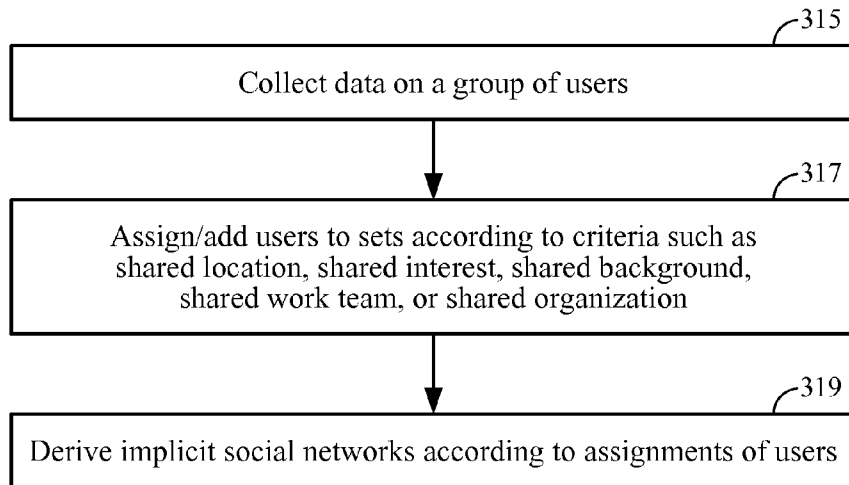 315
Collect data on a group of users
317
Assign/add users to sets according to criteria such as
shared location, shared interest, shared background,
shared work team, or shared organization
319
Derive implicit social networks according to assignments of users